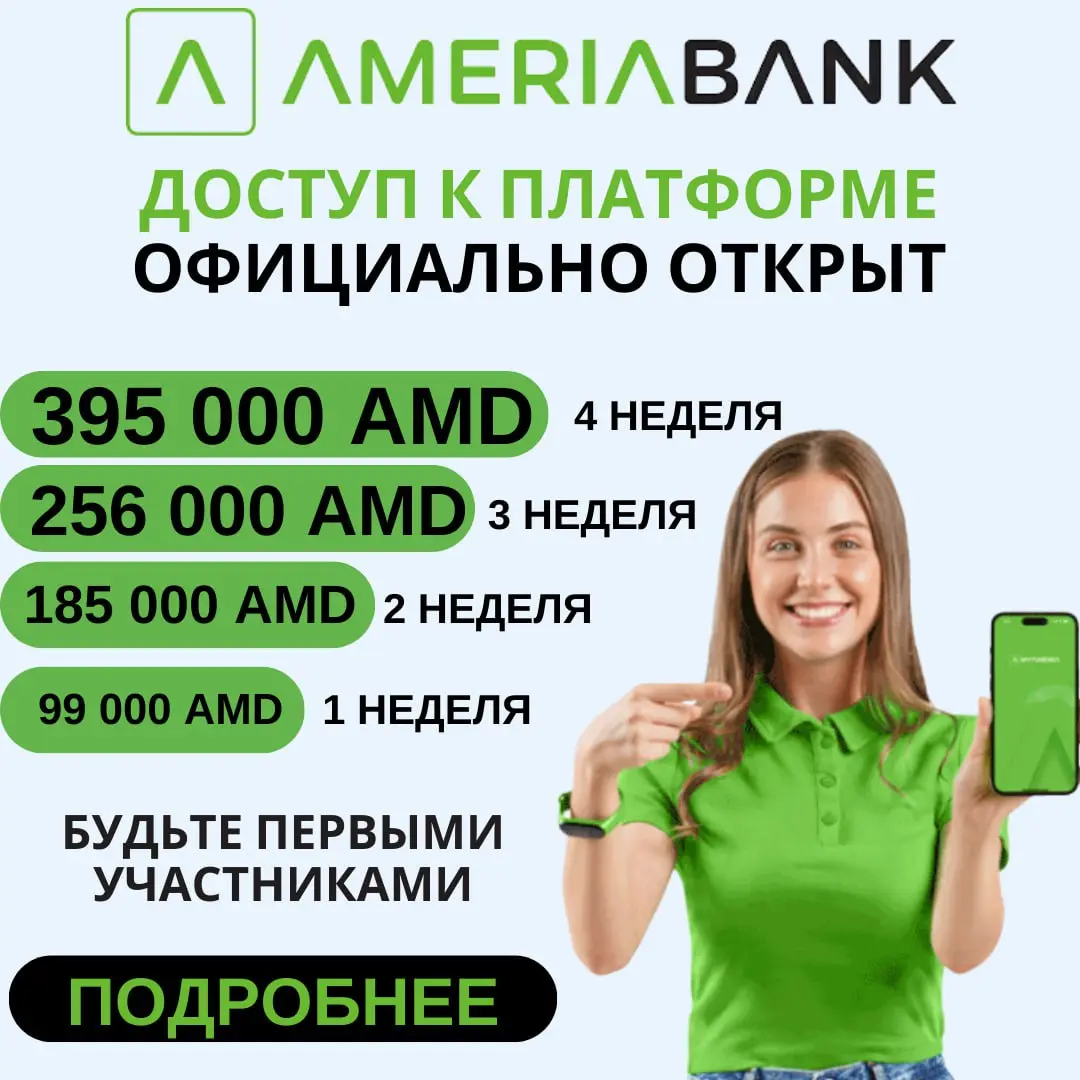 AMERIABANK
ДОСТУП К ПЛАТФОРМЕ
ОФИЦИАЛЬНО ОТКРЫТ
395 000 AMD 4 НЕДЕЛЯ
256 000 AMD 3 НЕДЕЛЯ
185 000 AMD 2 НЕДЕЛЯ
99 000 AMD 1 НЕДЕЛЯ
БУДЬТЕ ПЕРВЫМИ
УЧАСТНИКАМИ
ПОДРОБНЕЕ